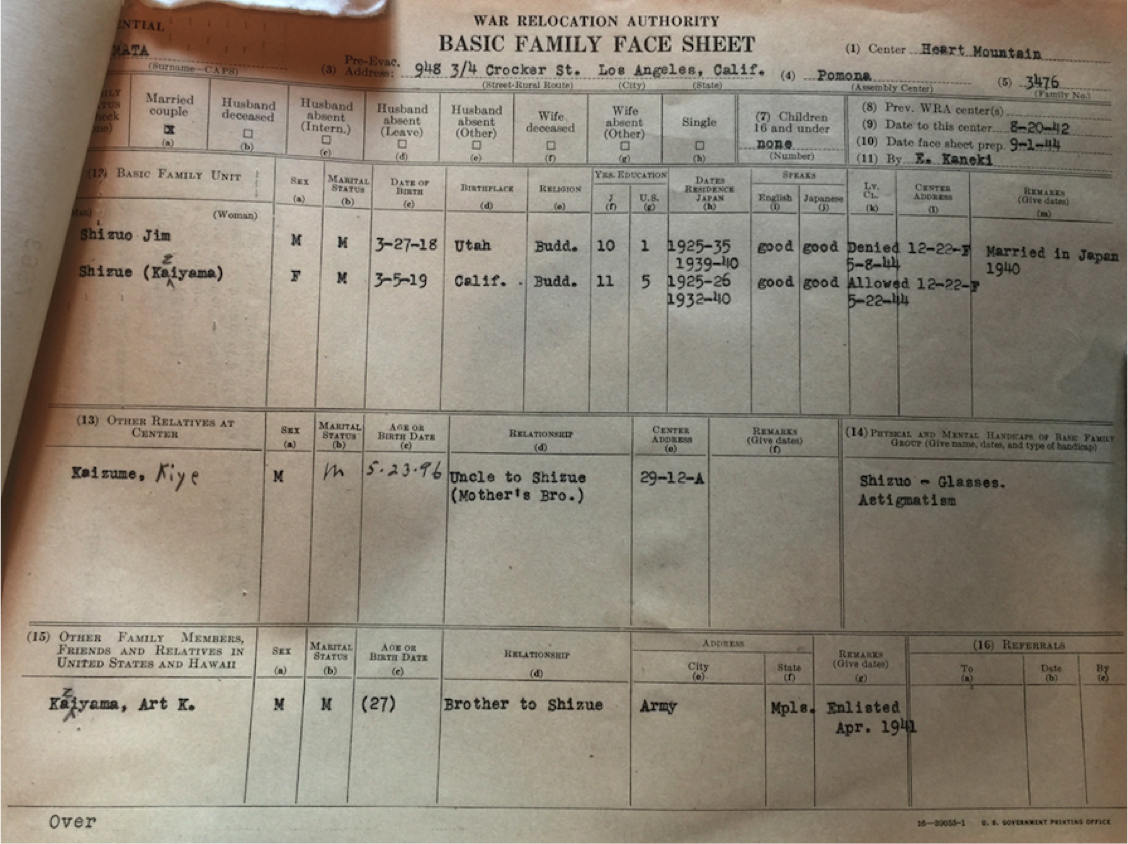 WAR RELOCATION AUTHORITY
BASIC FAMILY FACE SHEET
(1) Center Heart Mountain
(Surname—CAPS)
(3) Pre-Evac. Address: 948 3/4 Crocker St. Los Angeles, Calif. (4) Pomona (5) 3476
(Street-Rural Route) (City) (State) (Assembly Center) (Family No.)
Married couple ☒ (a)
Husband deceased ☐ (b)
Husband absent (Intern.) ☐ (c)
Husband absent (Leave) ☐ (d)
Husband absent (Other) ☐ (e)
Wife deceased ☐ (f)
Wife absent (Other) ☐ (g)
Single ☐ (h)
(7) Children 16 and under
none
(Number)
(8) Prev. WRA center(s)
(9) Date to this center 8-20-42
(10) Date face sheet prep. 9-1-44
(11) By E. Kaneki
(12) BASIC FAMILY UNIT
(Woman)
SEX (a)
MARITAL STATUS (b)
DATE OF BIRTH (c)
BIRTHPLACE (d)
RELIGION (e)
YRS. EDUCATION
J (f) U.S. (g)
DATES RESIDENCE JAPAN (h)
SPEAKS
English (i) Japanese (j)
LV. CL. (k)
CENTER ADDRESS (l)
REMARKS (Give dates) (m)
Shizuo Jim M M 3-27-18 Utah Budd. 10 1 1925-35 good good Denied 12-22-F Married in Japan
1939-40 5-8-44 1940
z
Shizue (Kaiyama) F M 3-5-19 Calif. Budd. 11 5 1925-26 good good Allowed 12-22-F
1932-40 5-22-44
(13) OTHER RELATIVES AT CENTER
SEX (a)
MARITAL STATUS (b)
AGE OR BIRTH DATE (c)
RELATIONSHIP (d)
CENTER ADDRESS (e)
REMARKS (Give dates) (f)
(14) PHYSICAL AND MENTAL HANDICAPS OF BASIC FAMILY
GROUP (Give name, dates, and type of handicap)
Kaizume, Kiye M m 5-23-96 Uncle to Shizue 29-12-A
(Mother's Bro.)
Shizuo - Glasses.
Astigmatism
(15) OTHER FAMILY MEMBERS,
FRIENDS AND RELATIVES IN
UNITED STATES AND HAWAII
SEX (a)
MARITAL STATUS (b)
AGE OR BIRTH DATE (c)
RELATIONSHIP (d)
ADDRESS
City (e) State (f)
REMARKS (Give dates) (g)
(16) REFERRALS
To (a) Date (b) By (c)
z
Kaiyama, Art K. M M (27) Brother to Shizue Army Mpls. Enlisted
Apr. 1941
Over
16—39055-1 U. S. GOVERNMENT PRINTING OFFICE